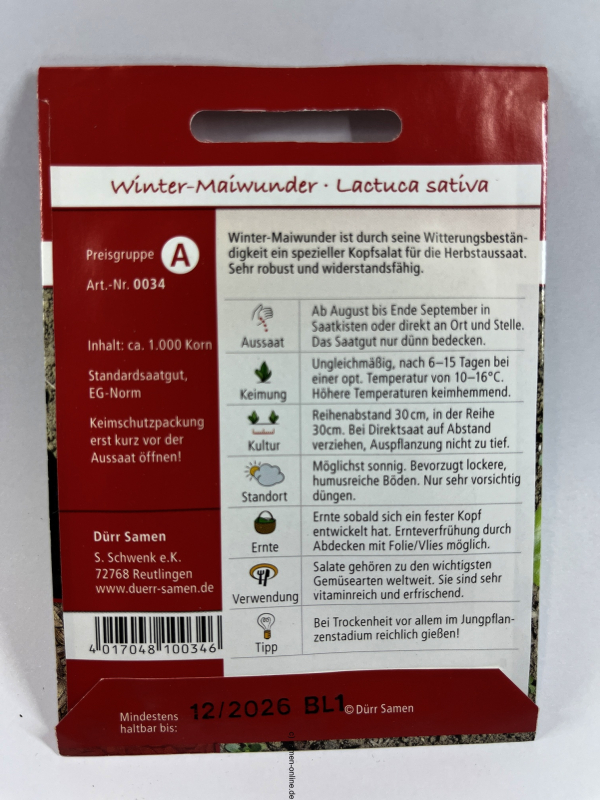 Winter-Maiwunder · Lactuca sativa
Preisgruppe A
Art.-Nr. 0034
Inhalt: ca. 1.000 Korn
Standardsaatgut,
EG-Norm
Keimschutzpackung
erst kurz vor der
Aussaat öffnen!
Dürr Samen
S. Schwenk e.K.
72768 Reutlingen
www.duerr-samen.de
4 017048 100346
Winter-Maiwunder ist durch seine Witterungsbestän-
digkeit ein spezieller Kopfsalat für die Herbstaussaat.
Sehr robust und widerstandsfähig.
Aussaat
Ab August bis Ende September in
Saatkisten oder direkt an Ort und Stelle.
Das Saatgut nur dünn bedecken.
Keimung
Ungleichmäßig, nach 6–15 Tagen bei
einer opt. Temperatur von 10–16°C.
Höhere Temperaturen keimhemmend.
Kultur
Reihenabstand 30 cm, in der Reihe
30cm. Bei Direktsaat auf Abstand
verziehen, Auspflanzung nicht zu tief.
Standort
Möglichst sonnig. Bevorzugt lockere,
humusreiche Böden. Nur sehr vorsichtig
düngen.
Ernte
Ernte sobald sich ein fester Kopf
entwickelt hat. Ernteverfrühung durch
Abdecken mit Folie/Vlies möglich.
Verwendung
Salate gehören zu den wichtigsten
Gemüsearten weltweit. Sie sind sehr
vitaminreich und erfrischend.
Tipp
Bei Trockenheit vor allem im Jungpflan-
zenstadium reichlich gießen!
Mindestens
haltbar bis:
12/2026 BL1
© Dürr Samen